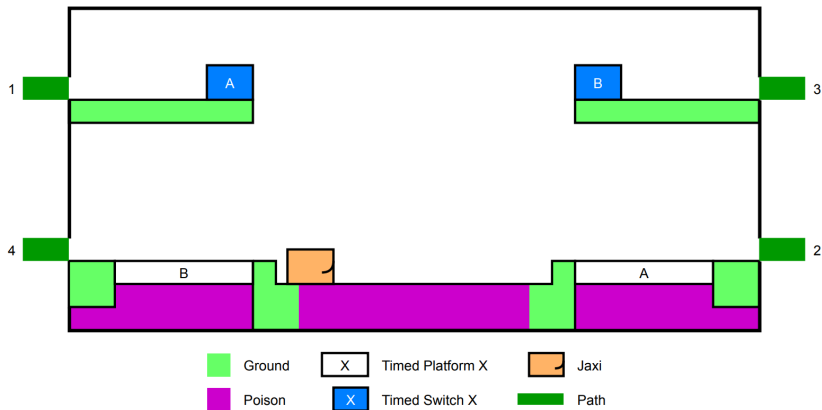 A B
1 3
4 2
B A
Ground X Timed Platform X Jaxi
Poison X Timed Switch X Path